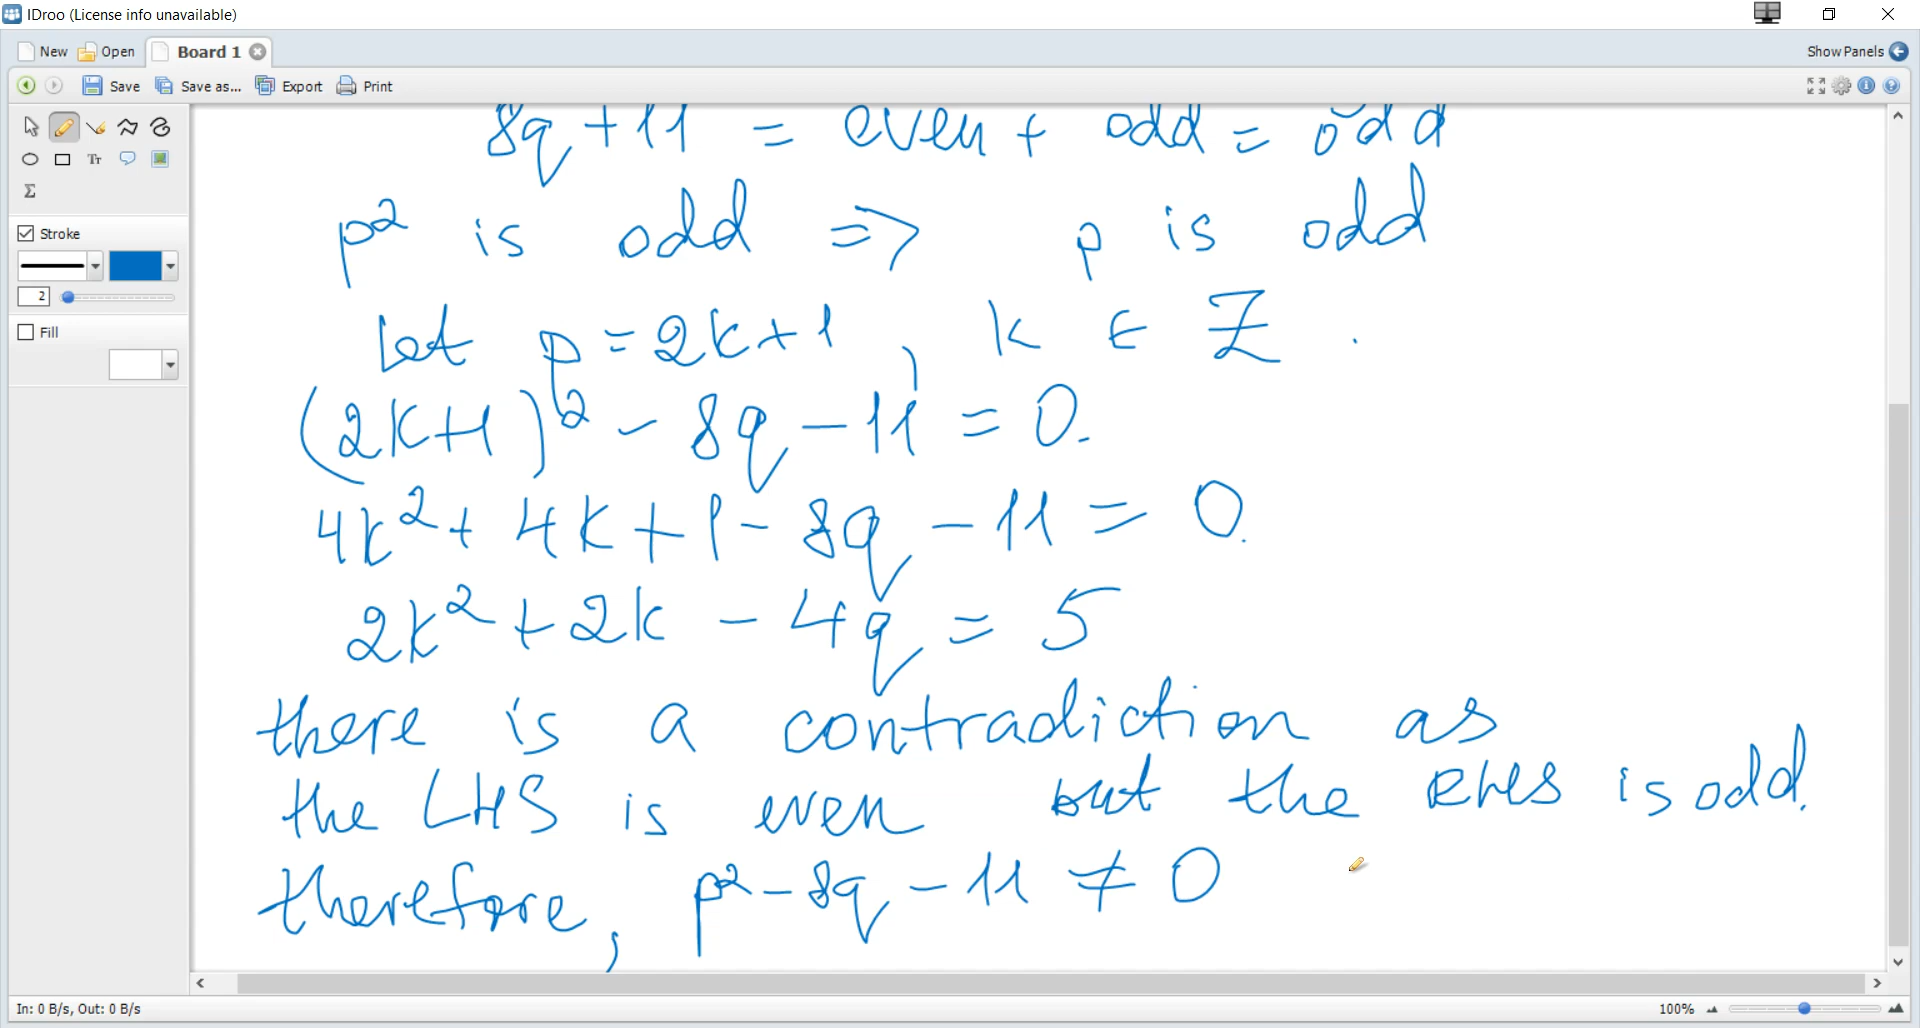 IDroo (License info unavailable)
New Open Board 1 Show Panels
Save Save as... Export Print
8q + 11 = even + odd = odd
p² is odd => p is odd
Stroke
let p = 2k+1, k ∈ ℤ.
2
Fill
(2k+1)² - 8q - 11 = 0.
4k² + 4k + 1 - 8q - 11 = 0.
2k² + 2k - 4q = 5
there is a contradiction as
the LHS is even but the RHS is odd.
therefore, p² - 8q - 11 ≠ 0
In: 0 B/s, Out: 0 B/s 100%